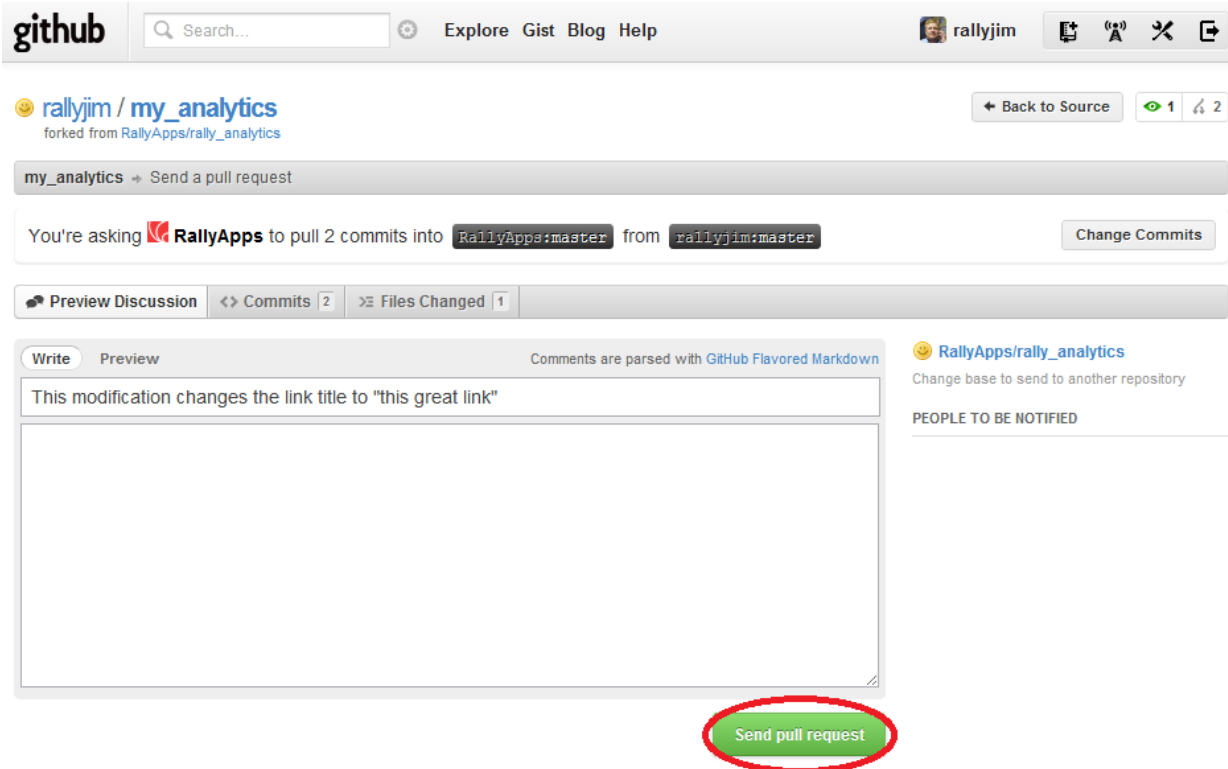 github Search... Explore Gist Blog Help rallyjim
rallyjim / my_analytics Back to Source 1 2
forked from RallyApps/rally_analytics
my_analytics Send a pull request
You're asking RallyApps to pull 2 commits into RallyApps:master from rallyjim:master Change Commits
Preview Discussion Commits 2 Files Changed 1
Write Preview Comments are parsed with GitHub Flavored Markdown
This modification changes the link title to "this great link"
RallyApps/rally_analytics
Change base to send to another repository
PEOPLE TO BE NOTIFIED
Send pull request